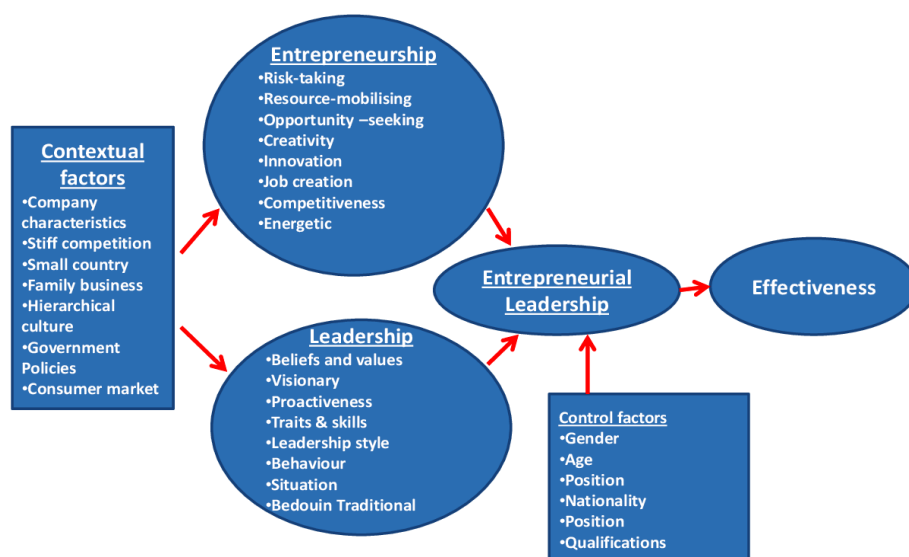 Entrepreneurship
•Risk-taking
•Resource-mobilising
•Opportunity –seeking
•Creativity
•Innovation
•Job creation
•Competitiveness
•Energetic
Contextual
factors
•Company
characteristics
•Stiff competition
•Small country
•Family business
•Hierarchical
culture
•Government
Policies
•Consumer market
Entrepreneurial
Leadership
Effectiveness
Leadership
•Beliefs and values
•Visionary
•Proactiveness
•Traits & skills
•Leadership style
•Behaviour
•Situation
•Bedouin Traditional
Control factors
•Gender
•Age
•Position
•Nationality
•Position
•Qualifications